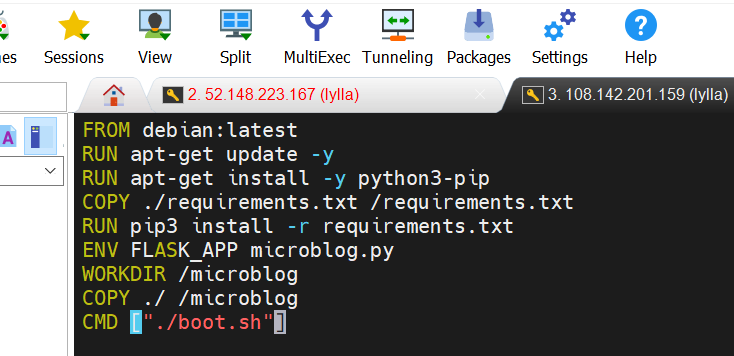 es
Sessions
View
Split
MultiExec
Tunneling
Packages
Settings
Help
2. 52.148.223.167 (lylla)
3. 108.142.201.159 (lylla)
A
FROM debian:latest
RUN apt-get update -y
RUN apt-get install -y python3-pip
COPY ./requirements.txt /requirements.txt
RUN pip3 install -r requirements.txt
ENV FLASK_APP microblog.py
WORKDIR /microblog
COPY ./ /microblog
CMD ["./boot.sh"]